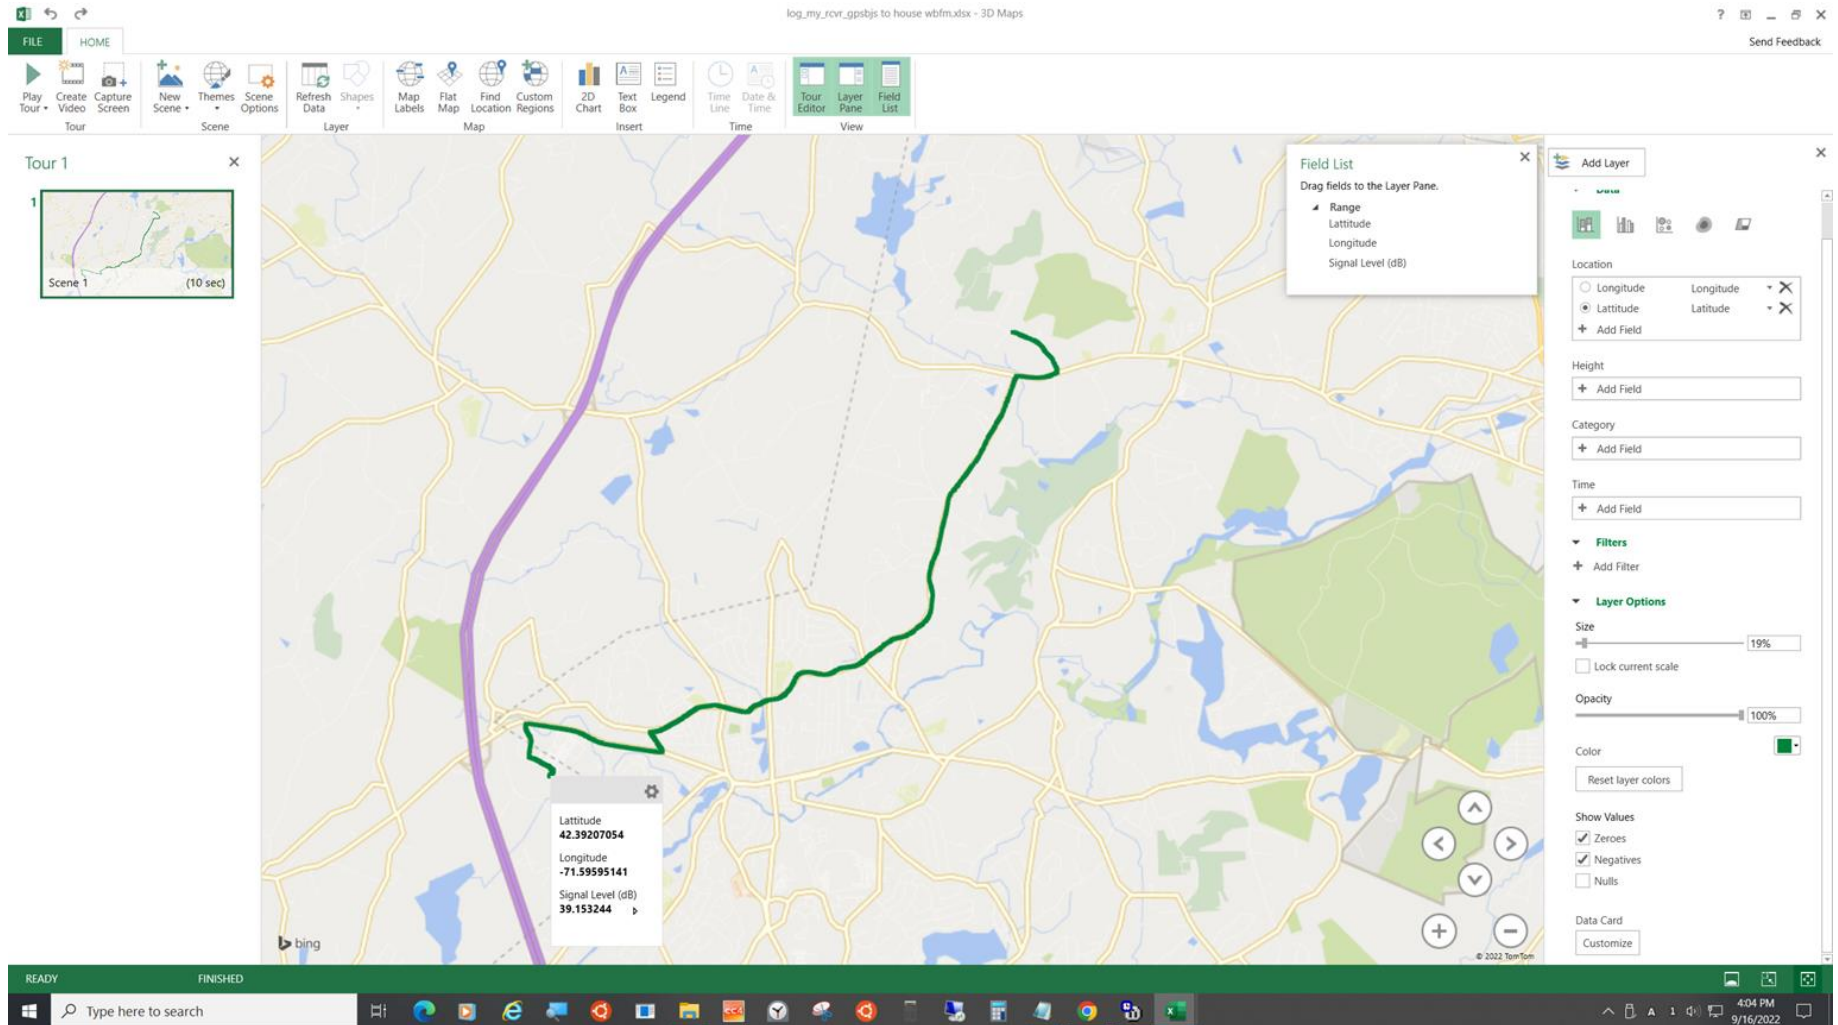 log_my_rcvr_gpsbjs to house wbfm.xlsx - 3D Maps
?
FILE HOME
Send Feedback
Play Tour
Create Video
Capture Screen
New Scene
Themes
Scene Options
Refresh Data
Shapes
Map Labels
Flat Map
Find Location
Custom Regions
2D Chart
Text Box
Legend
Time Line
Date & Time
Tour Editor
Layer Pane
Field List
Tour
Scene
Layer
Map
Insert
Time
View
Tour 1
1
Scene 1 (10 sec)
Lattitude
42.39207054
Longitude
-71.59595141
Signal Level (dB)
39.153244
bing
© 2022 TomTom
Field List
Drag fields to the Layer Pane.
Range
Lattitude
Longitude
Signal Level (dB)
Add Layer
Data
Location
Longitude Longitude
Lattitude Latitude
+ Add Field
Height
+ Add Field
Category
+ Add Field
Time
+ Add Field
Filters
+ Add Filter
Layer Options
Size
19%
Lock current scale
Opacity
100%
Color
Reset layer colors
Show Values
Zeroes
Negatives
Nulls
Data Card
Customize
READY FINISHED
Type here to search
A 1
4:04 PM
9/16/2022